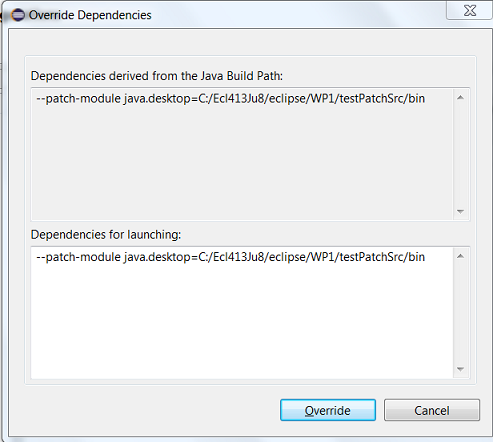 Override Dependencies
Dependencies derived from the Java Build Path:
--patch-module java.desktop=C:/Ecl413Ju8/eclipse/WP1/testPatchSrc/bin
Dependencies for launching:
--patch-module java.desktop=C:/Ecl413Ju8/eclipse/WP1/testPatchSrc/bin
Override
Cancel